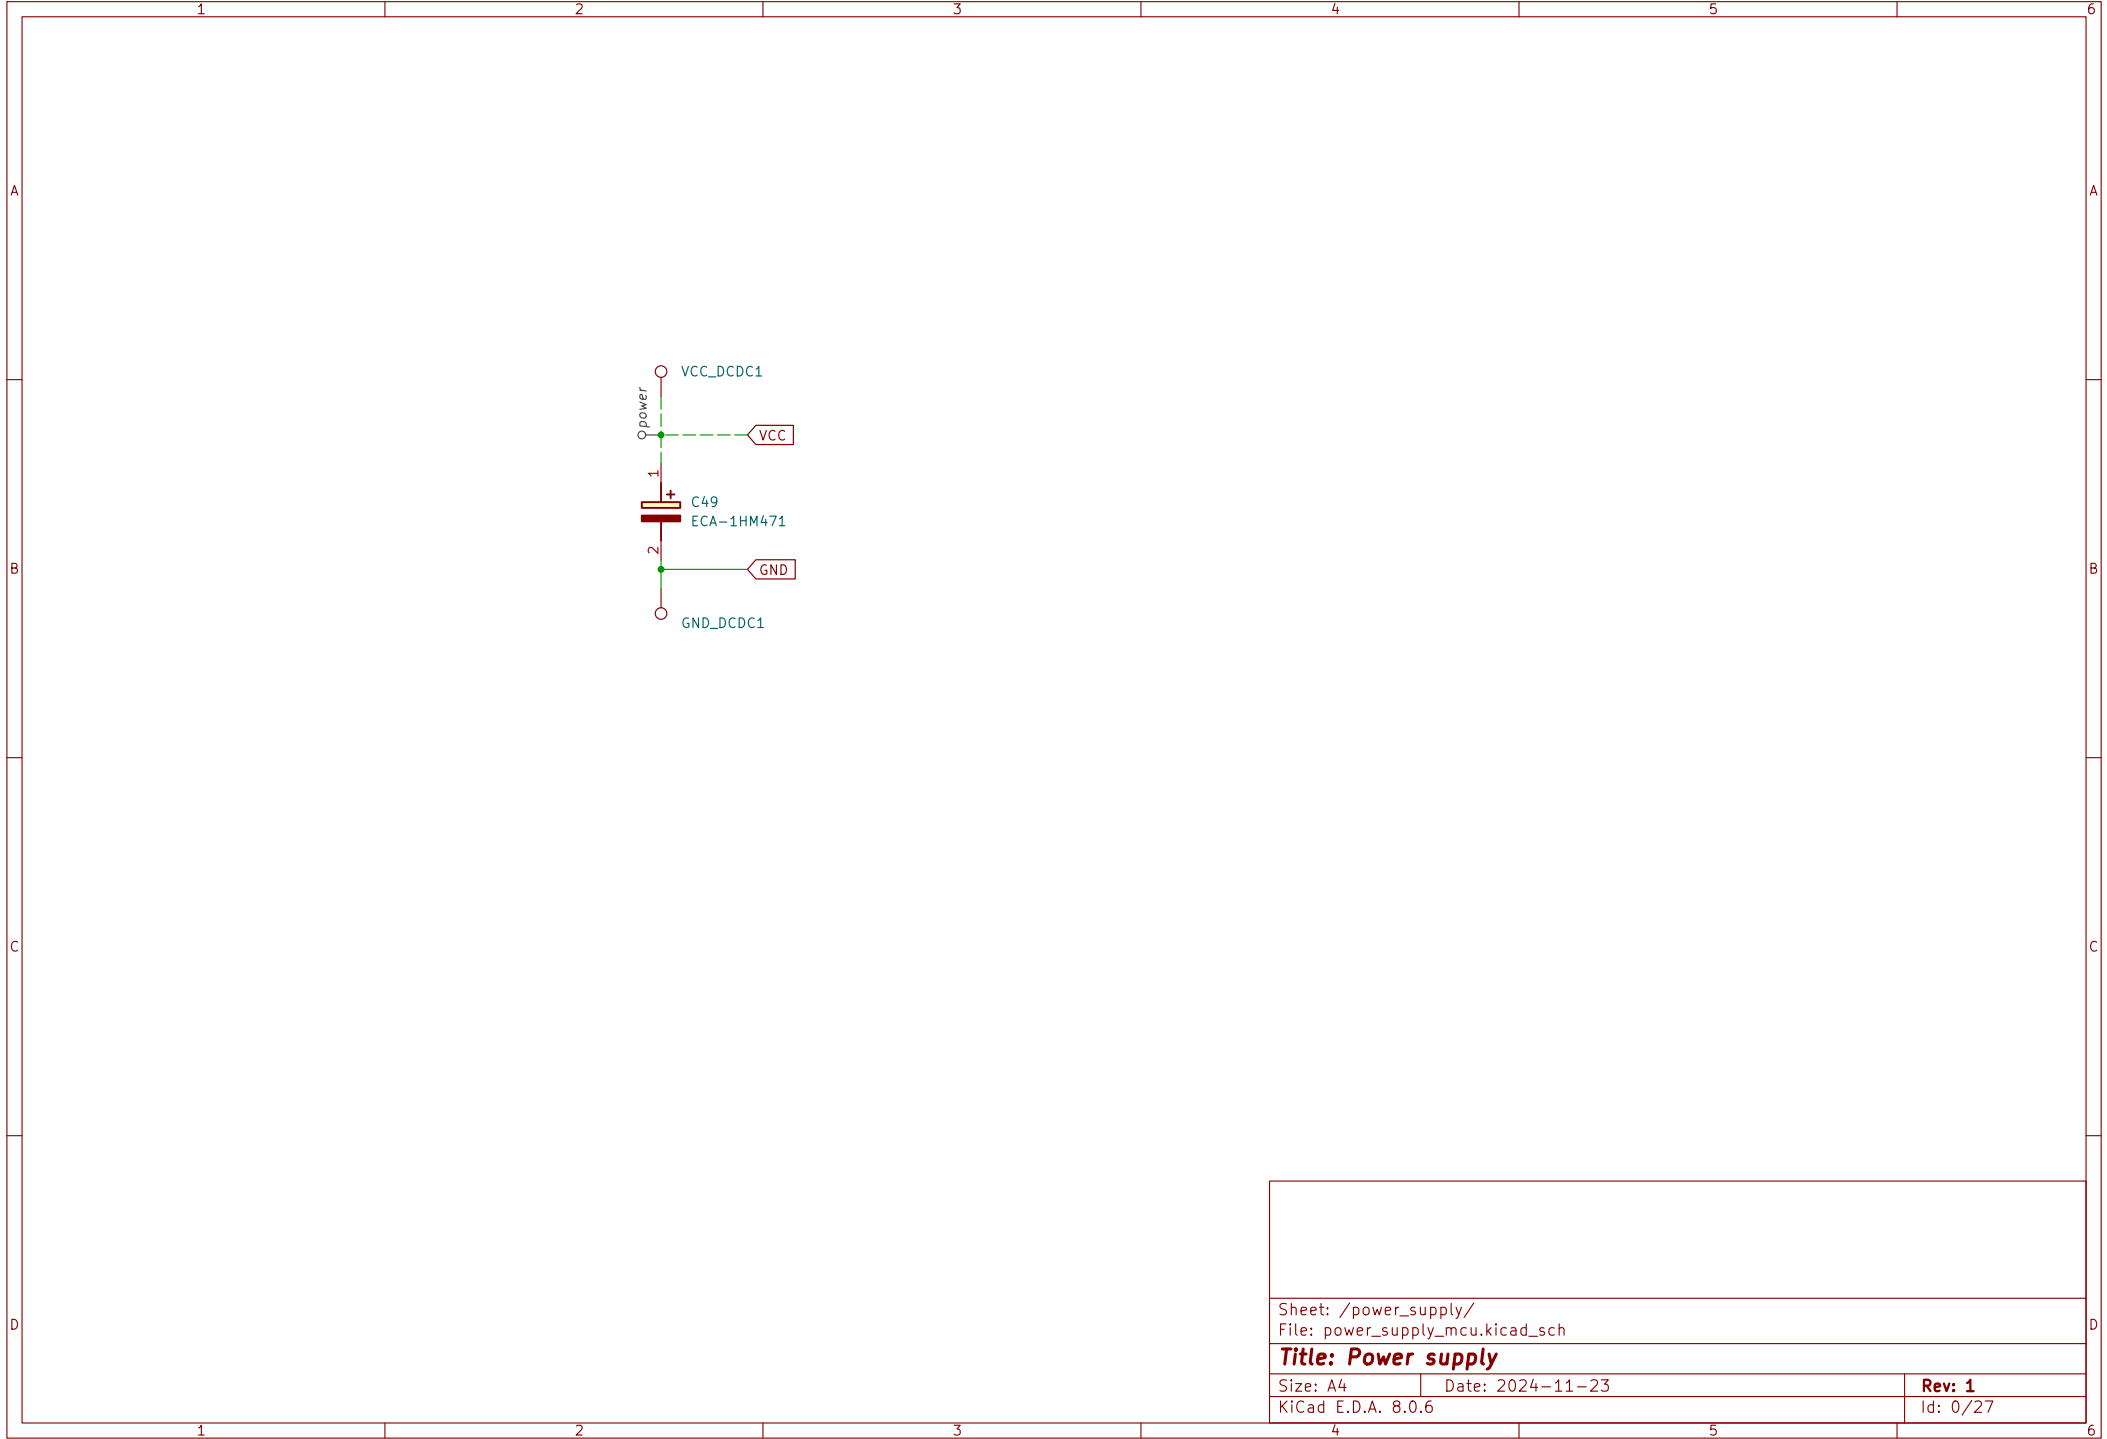 1 2 3 4 5 6
A A
VCC_DCDC1
power
VCC
1
+
C49
ECA-1HM471
2
B GND B
GND_DCDC1
C C
Sheet: /power_supply/
D D
File: power_supply_mcu.kicad_sch
Title: Power supply
Size: A4 Date: 2024-11-23 Rev: 1
KiCad E.D.A. 8.0.6 Id: 0/27
1 2 3 4 5 6